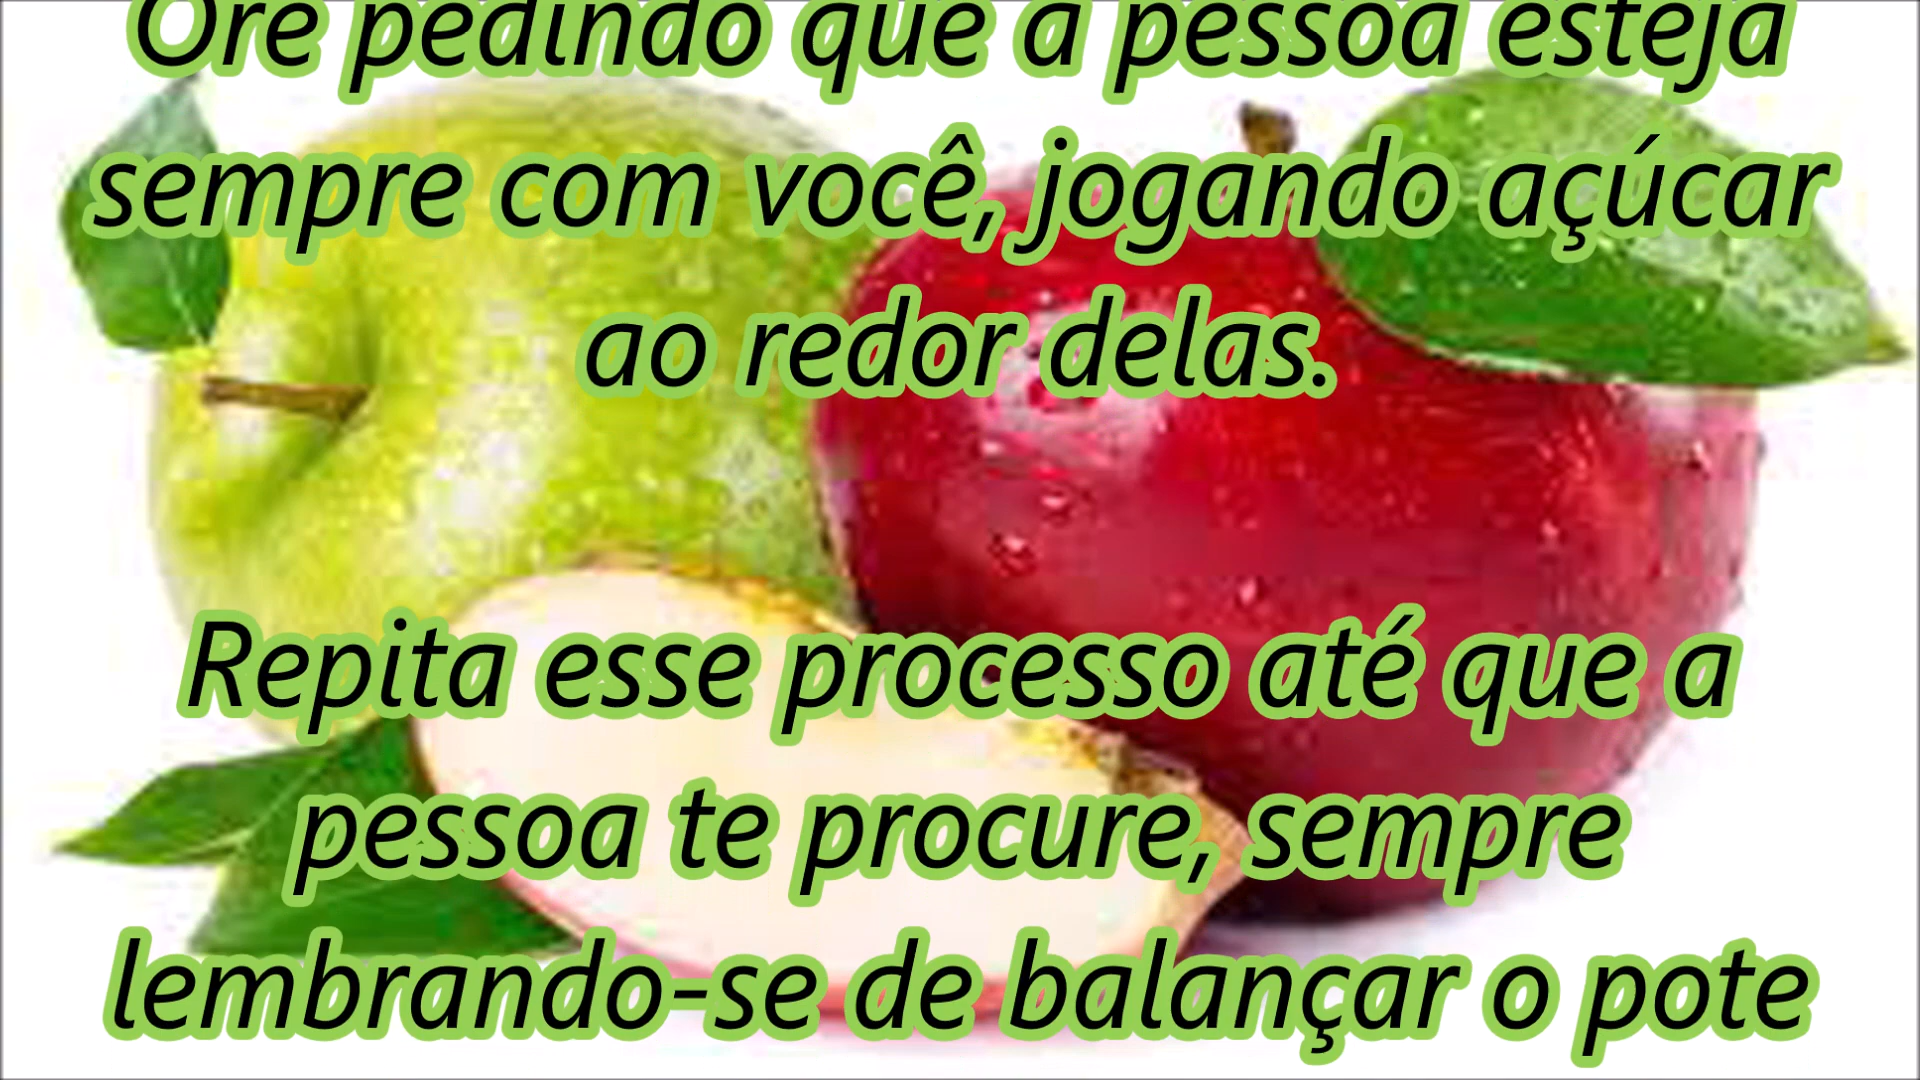 Ore pedindo que a pessoa esteja
sempre com você, jogando açúcar
ao redor delas.
Repita esse processo até que a
pessoa te procure, sempre
lembrando-se de balançar o pote